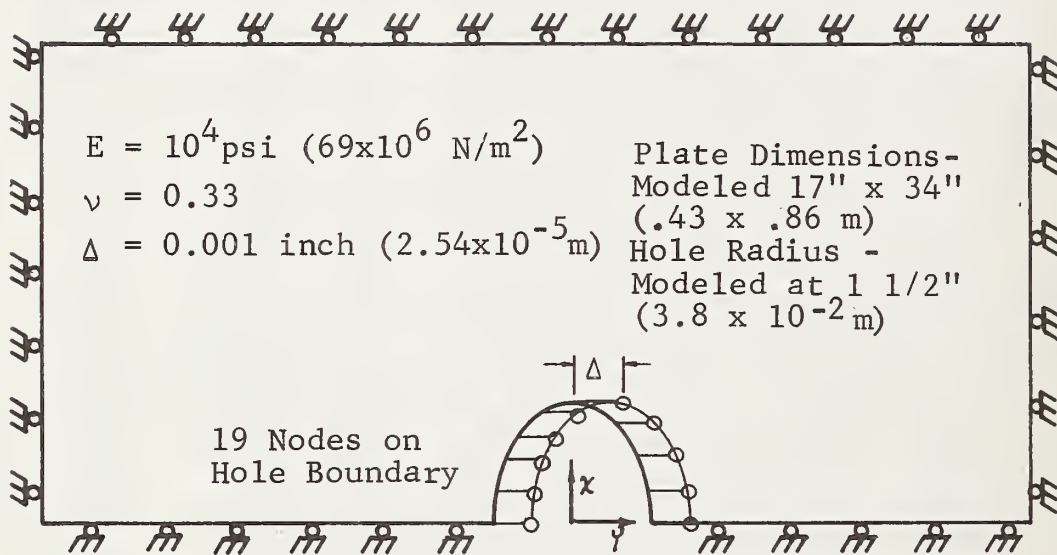 E = 10⁴psi (69x10⁶ N/m²)
ν = 0.33
Δ = 0.001 inch (2.54x10⁻⁵m)
Plate Dimensions-
Modeled 17" x 34"
(.43 x .86 m)
Hole Radius -
Modeled at 1 1/2"
(3.8 x 10⁻² m)
Δ
19 Nodes on
Hole Boundary
x
y